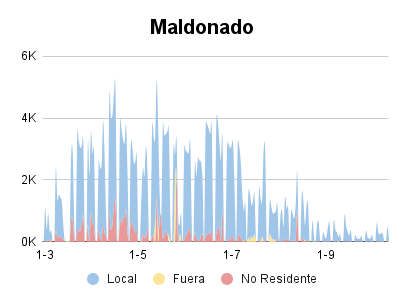 Maldonado
6K
4K
2K
0K
1-3 1-5 1-7 1-9
Local Fuera No Residente